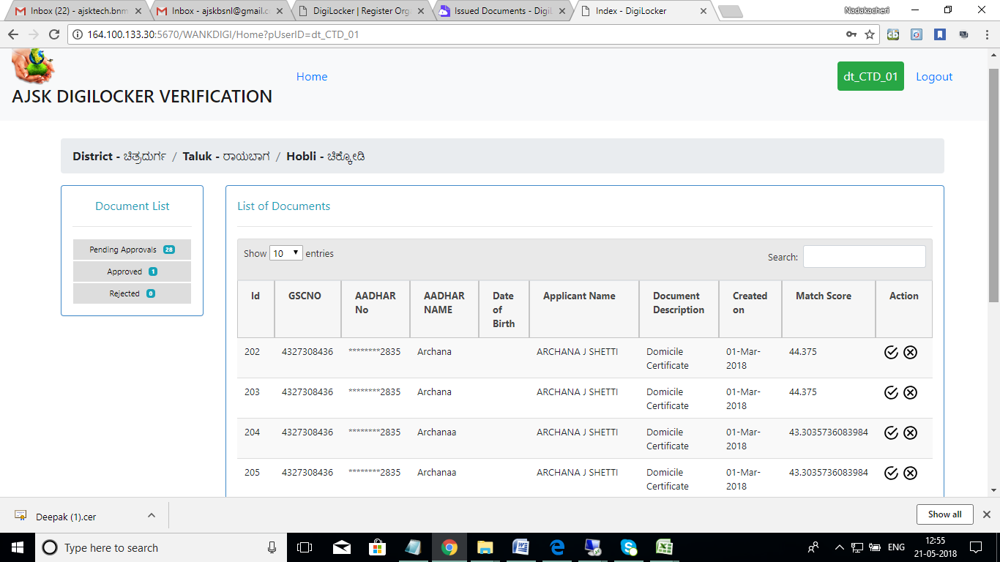 Inbox (22) - ajsktech.bnm
Inbox - ajskbsnl@gmail.c
DigiLocker | Register Org
Issued Documents - Digil
Index - DigiLocker
Nadakacheri
164.100.133.30:5670/WANKDIGI/Home?pUserID=dt_CTD_01
Home
dt_CTD_01
Logout
AJSK DIGILOCKER VERIFICATION
District - ಚಿತ್ರದುರ್ಗ / Taluk - ರಾಯಬಾಗ / Hobli - ಚಿಕ್ಕೋಡಿ
Document List
Pending Approvals 28
Approved 1
Rejected 0
List of Documents
Show 10 entries
Search:
Id GSCNO AADHAR No AADHAR NAME Date of Birth Applicant Name Document Description Created on Match Score Action
202 4327308436 ********2835 Archana ARCHANA J SHETTI Domicile Certificate 01-Mar-2018 44.375
203 4327308436 ********2835 Archana ARCHANA J SHETTI Domicile Certificate 01-Mar-2018 44.375
204 4327308436 ********2835 Archanaa ARCHANA J SHETTI Domicile Certificate 01-Mar-2018 43.3035736083984
205 4327308436 ********2835 Archanaa ARCHANA J SHETTI Domicile Certificate 01-Mar-2018 43.3035736083984
Deepak (1).cer
Show all
Type here to search
ENG
12:55
21-05-2018